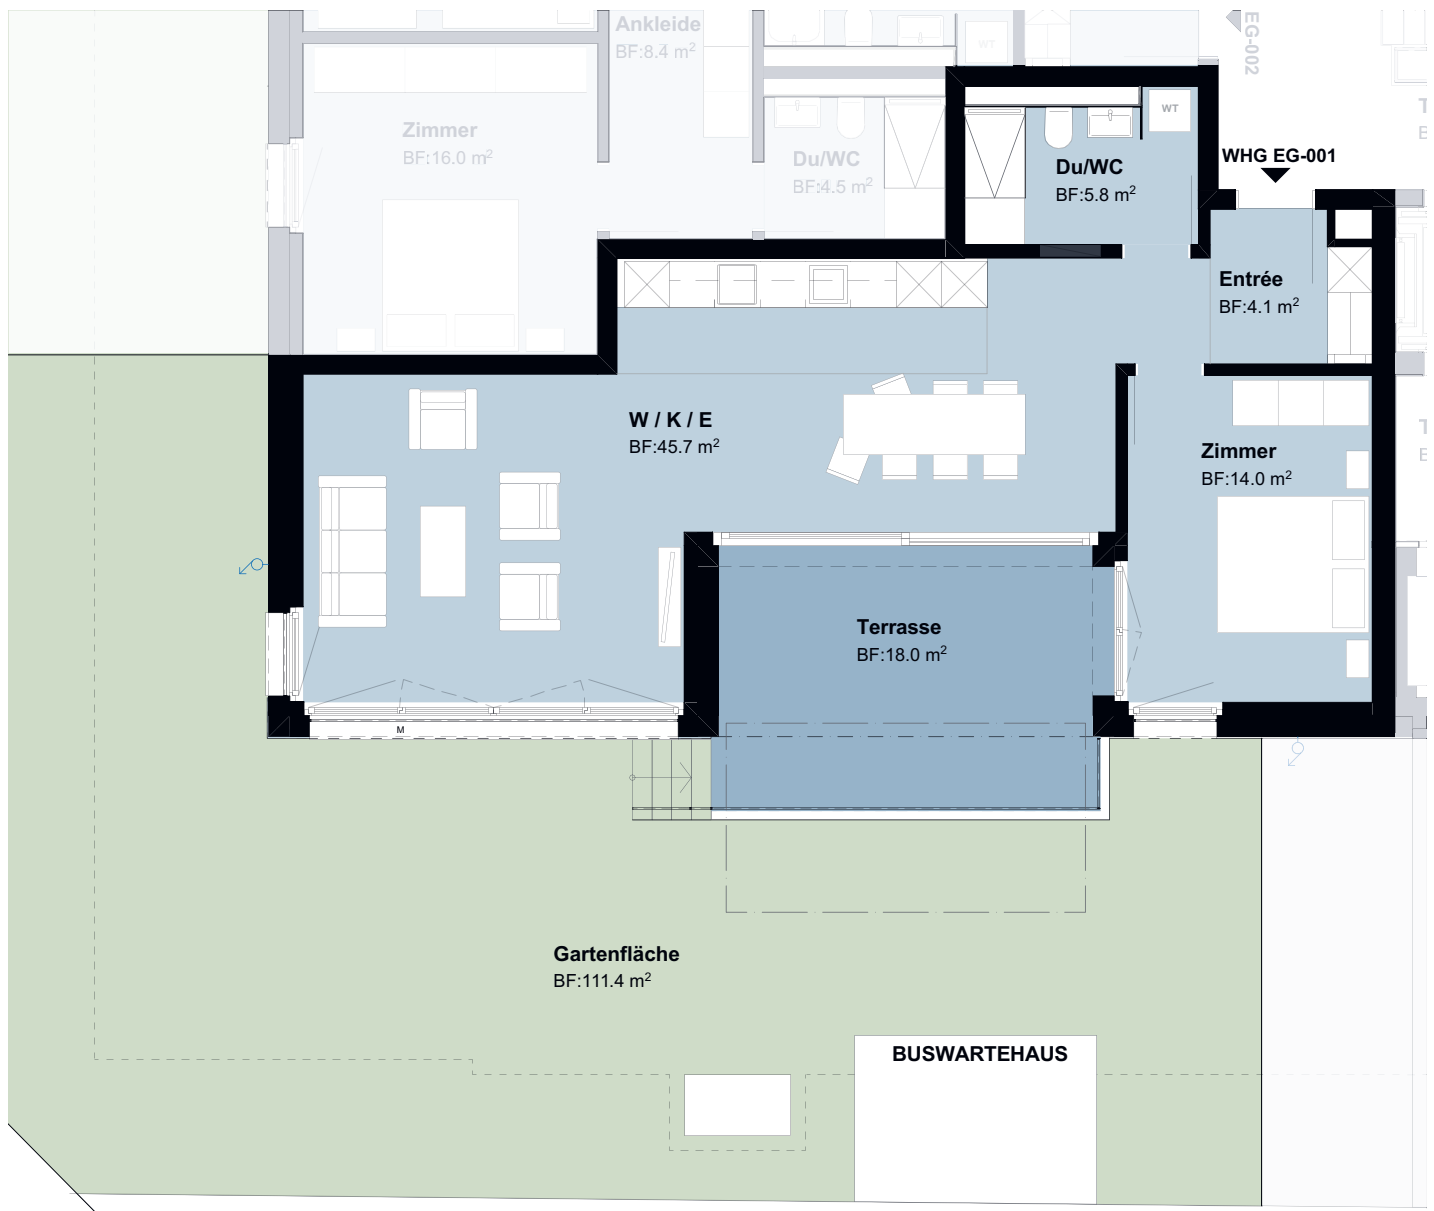 Ankleide
BF:8.4 m²
EG-002
WT
Zimmer
BF:16.0 m²
Du/WC
BF:4.5 m²
WT
Du/WC
BF:5.8 m²
WHG EG-001
Entrée
BF:4.1 m²
W / K / E
BF:45.7 m²
Zimmer
BF:14.0 m²
Terrasse
BF:18.0 m²
M
Gartenfläche
BF:111.4 m²
BUSWARTEHAUS